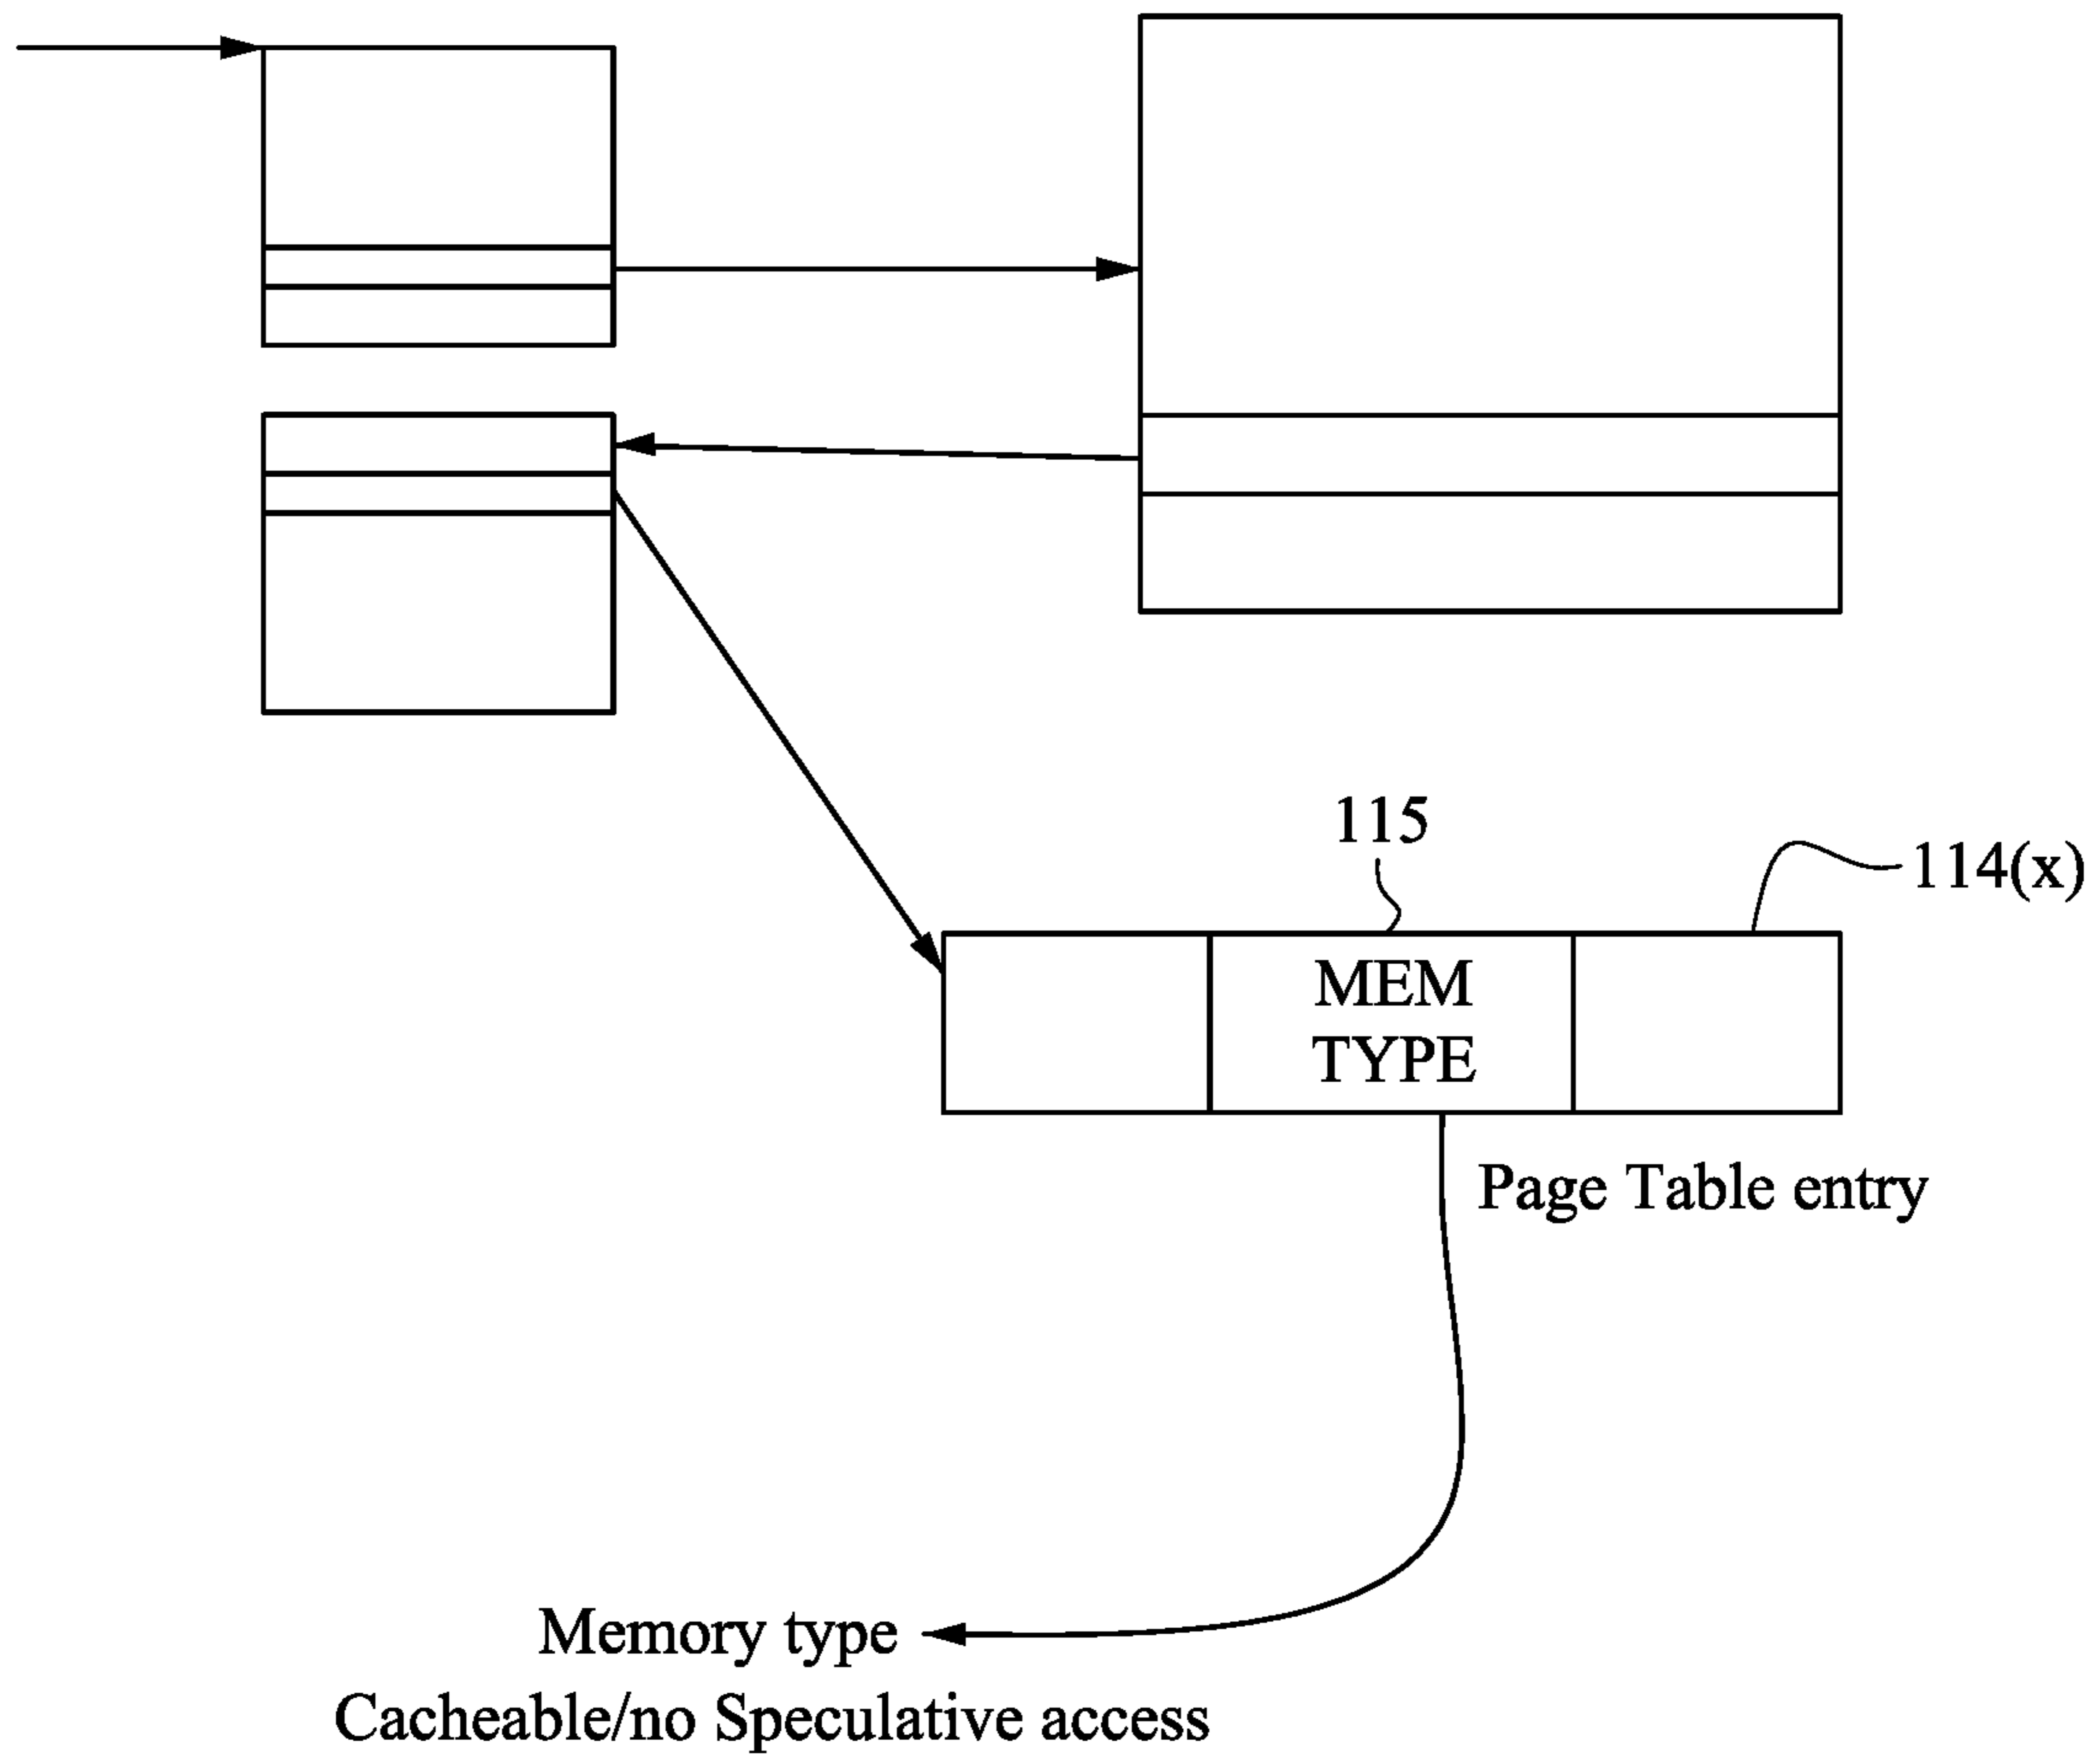 115
114(x)
MEM
TYPE
Page Table entry
Memory type
Cacheable/no Speculative access